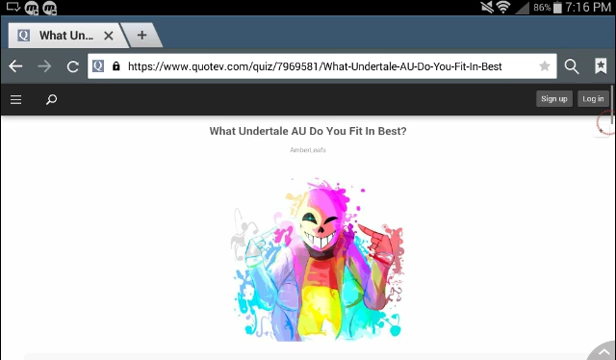 86% 7:16 PM
What Un...
https://www.quotev.com/quiz/7969581/What-Undertale-AU-Do-You-Fit-In-Best
Sign up Log in
What Undertale AU Do You Fit In Best?
AmberLeafs